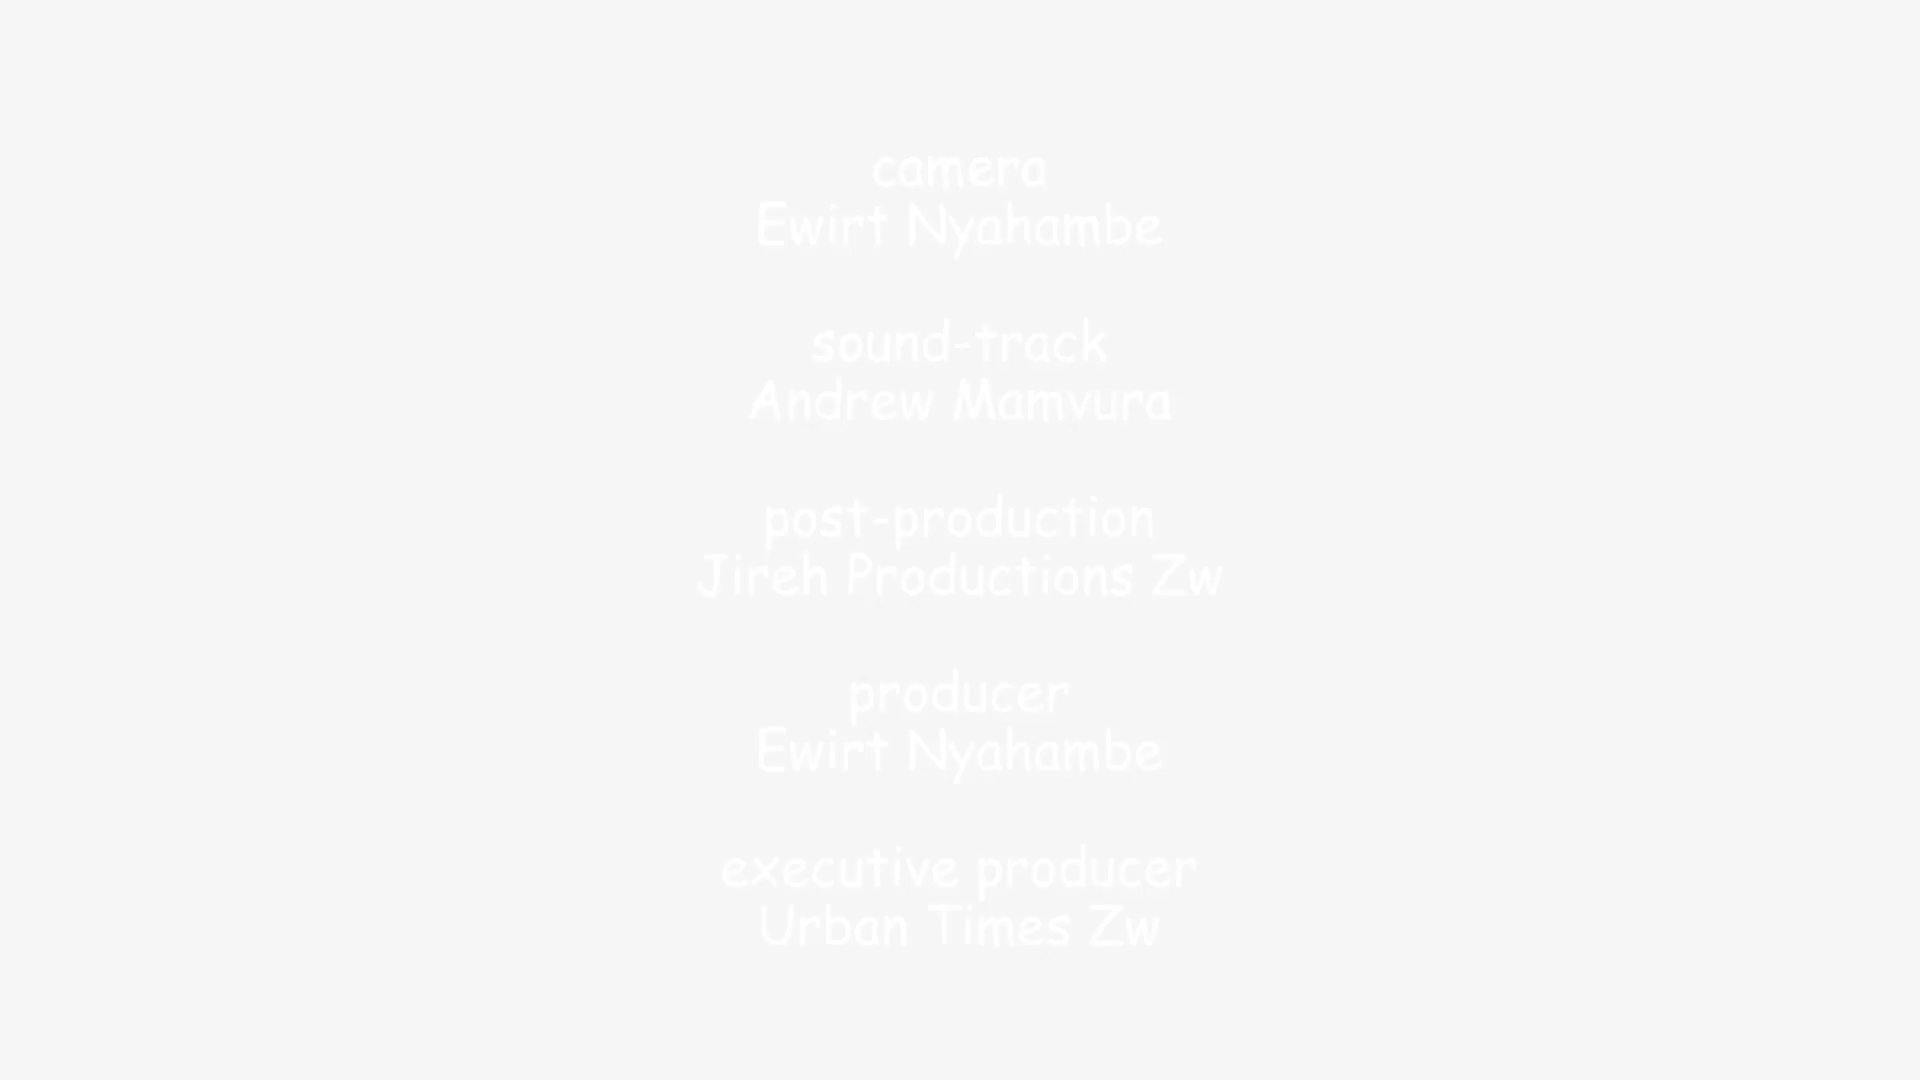 camera
Ewirt Nyahambe
sound-track
Andrew Mamvura
post-production
Jireh Productions Zw
producer
Ewirt Nyahambe
executive producer
Urban Times Zw